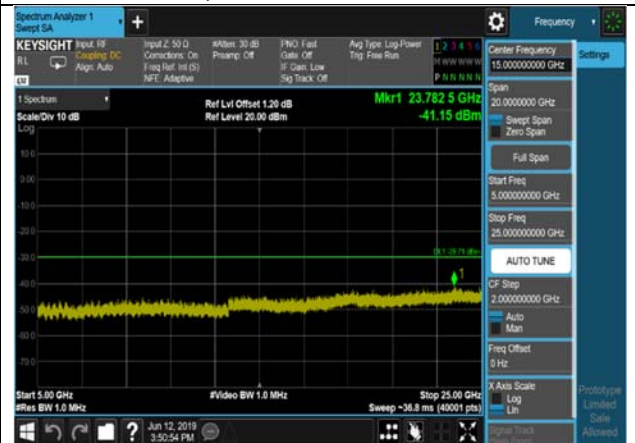 Spectrum Analyzer 1
Swept SA
+
Frequency
KEYSIGHT
RL
Input: RF
Coupling: DC
Align: Auto
Input Z: 50 Ω
Corrections: On
Freq Ref: Int (S)
NFE: Adaptive
#Atten: 30 dB
Preamp: Off
PNO: Fast
Gate: Off
IF Gain: Low
Sig Track: Off
Avg Type: Log-Power
Trig: Free Run
1 2 3 4 5 6
M W W W W W
P N N N N N
1 Spectrum
Scale/Div 10 dB
Log
Ref Lvl Offset 1.20 dB
Ref Level 20.00 dBm
Mkr1 23.782 5 GHz
-41.15 dBm
10.0
0.00
-10.0
-20.0
-30.0
-40.0
-50.0
-60.0
-70.0
1
Start 5.00 GHz
#Res BW 1.0 MHz
#Video BW 1.0 MHz
Stop 25.00 GHz
Sweep ~36.8 ms (40001 pts)
Jun 12, 2019
3:50:54 PM
Center Frequency
15.000000000 GHz
Span
20.0000000 GHz
Swept Span
Zero Span
Full Span
Start Freq
5.000000000 GHz
Stop Freq
25.000000000 GHz
AUTO TUNE
CF Step
2.000000000 GHz
Auto
Man
Freq Offset
0 Hz
X Axis Scale
Log
Lin
Signal Track
Settings
Prototype
Limited
Sale
Allowed